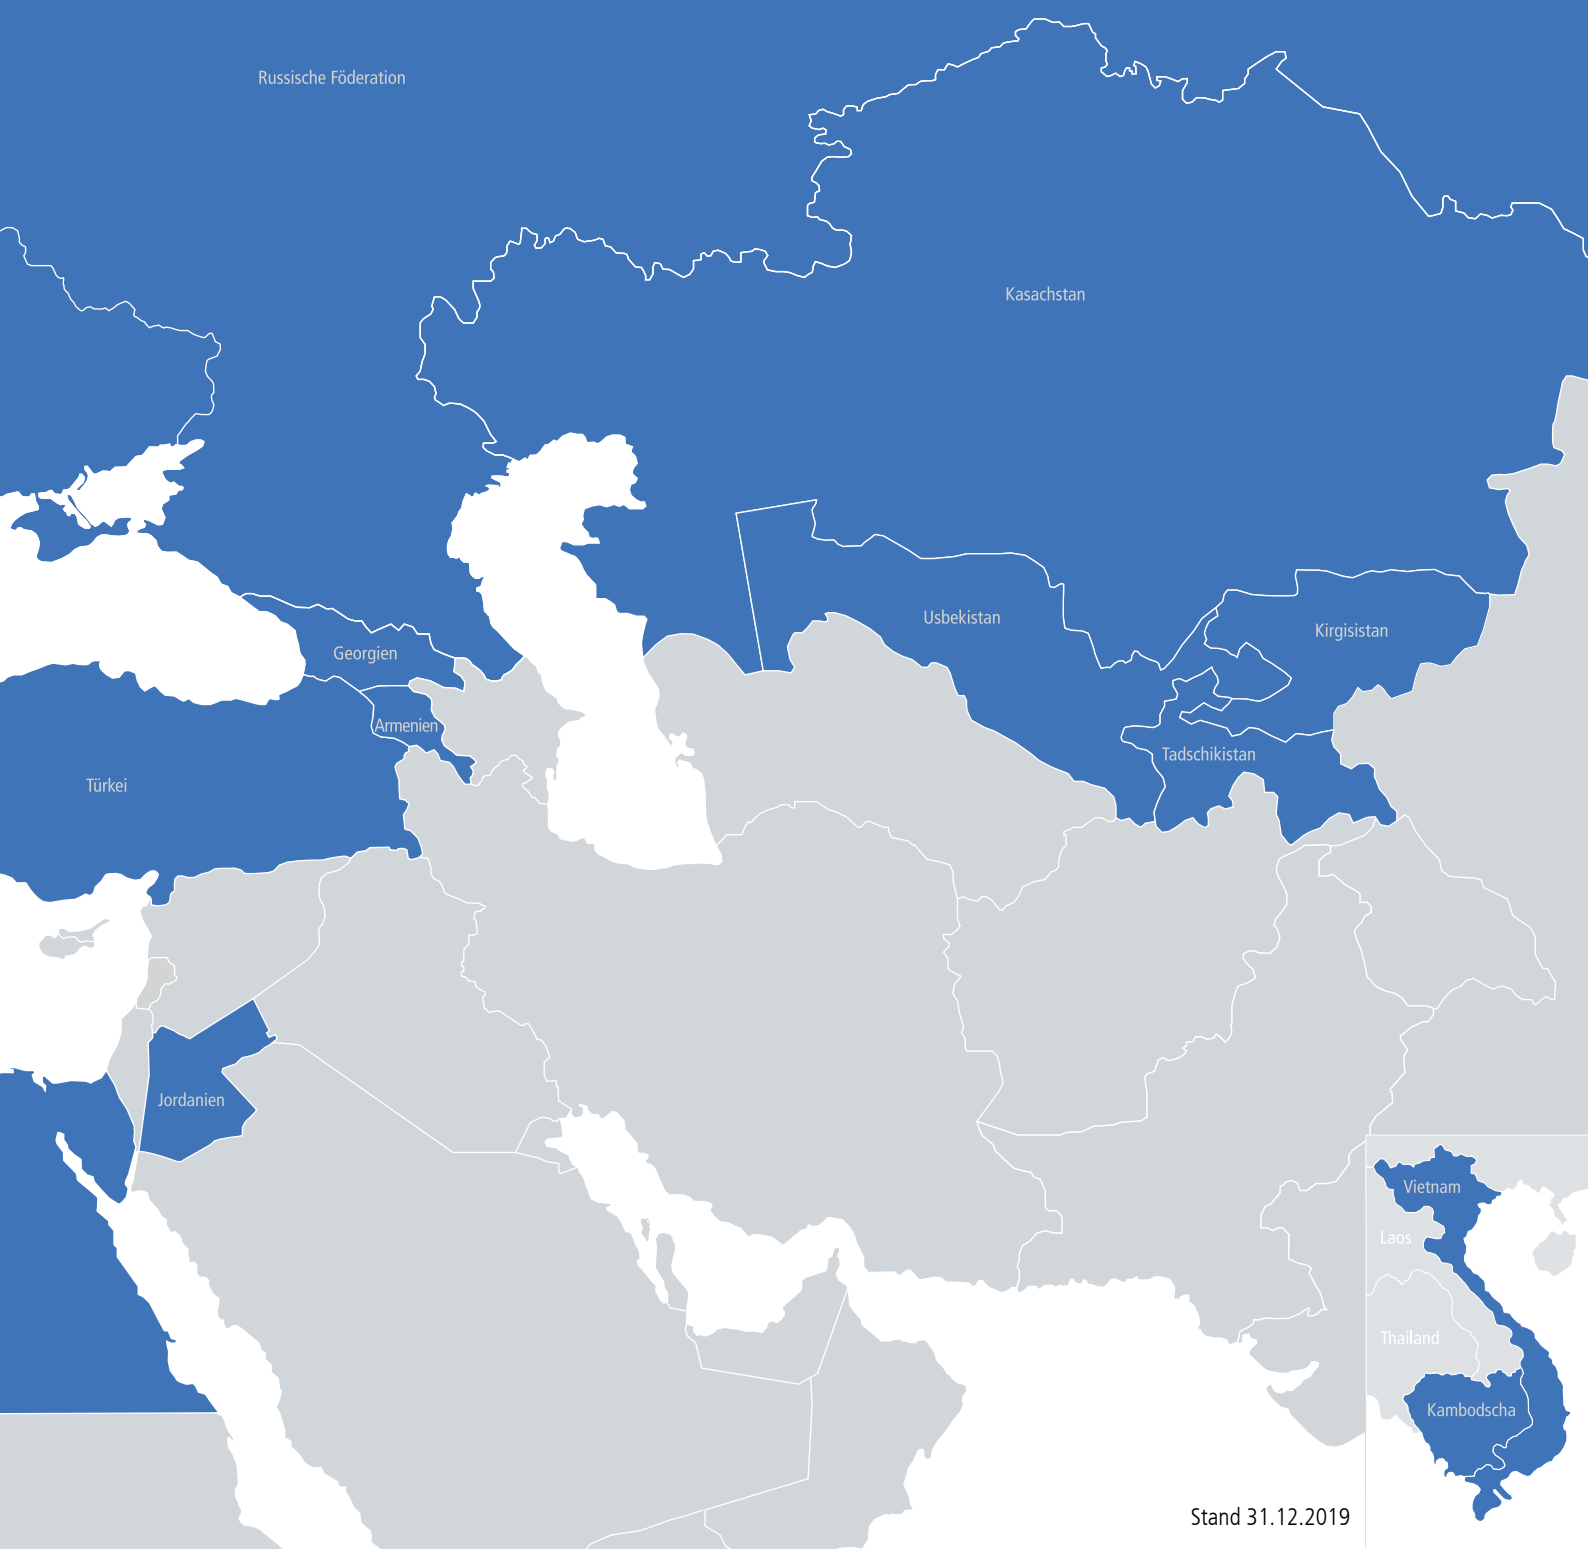 Russische Föderation
Kasachstan
Usbekistan
Kirgisistan
Georgien
Armenien
Tadschikistan
Türkei
Jordanien
Vietnam
Laos
Thailand
Kambodscha
Stand 31.12.2019